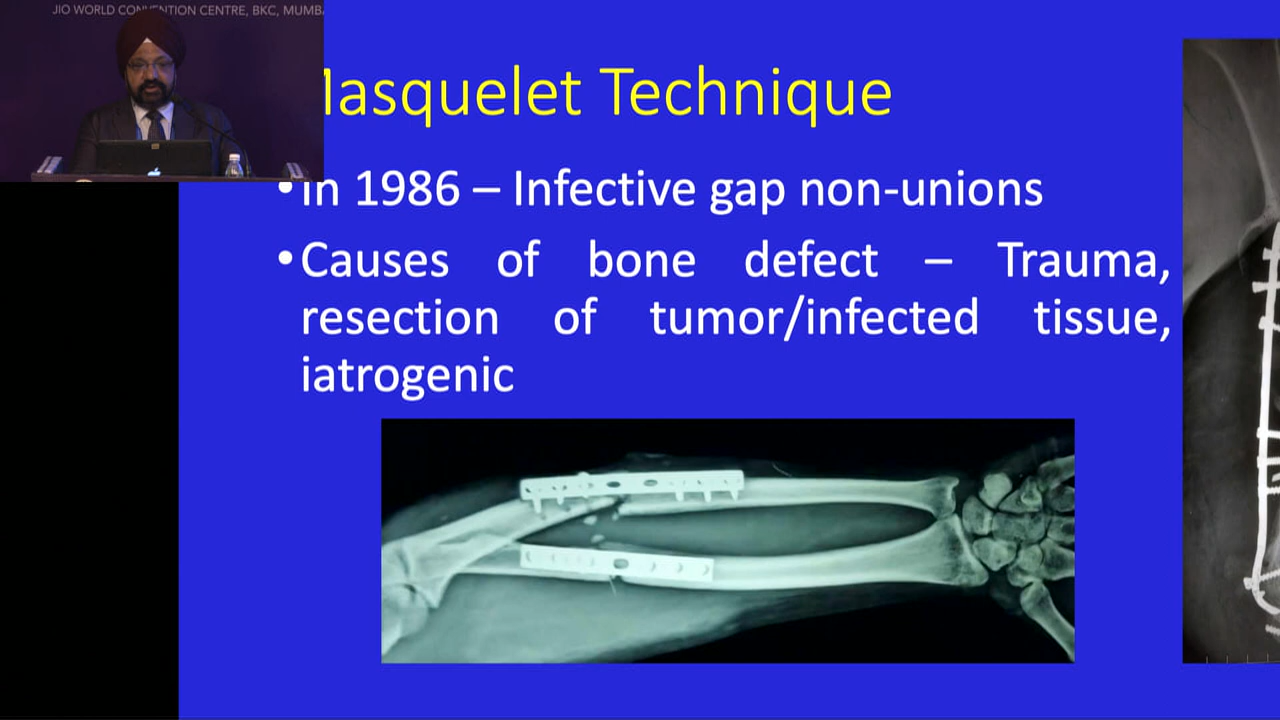 JIO WORLD CONVENTION CENTRE, BKC, MUMBA
Masquelet Technique
•In 1986 – Infective gap non-unions
•Causes of bone defect – Trauma,
resection of tumor/infected tissue,
iatrogenic